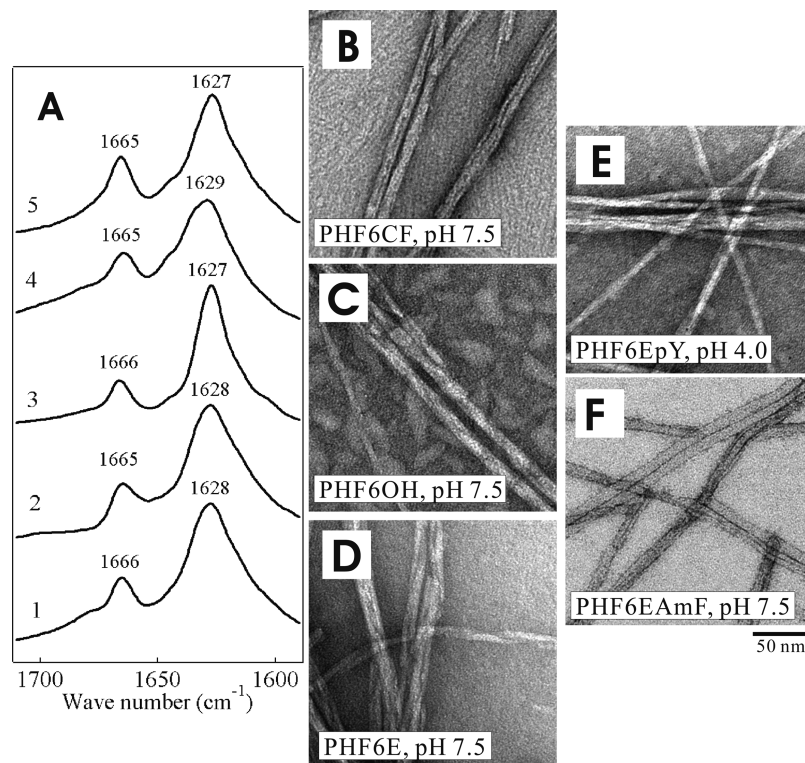 A
1627
1665
5
1629
1665
4
1627
1666
3
1628
1665
2
1628
1666
1
1700 1650 1600
Wave number (cm⁻¹)
B
PHF6CF, pH 7.5
C
PHF6OH, pH 7.5
D
PHF6E, pH 7.5
E
PHF6EpY, pH 4.0
F
PHF6EAmF, pH 7.5
50 nm